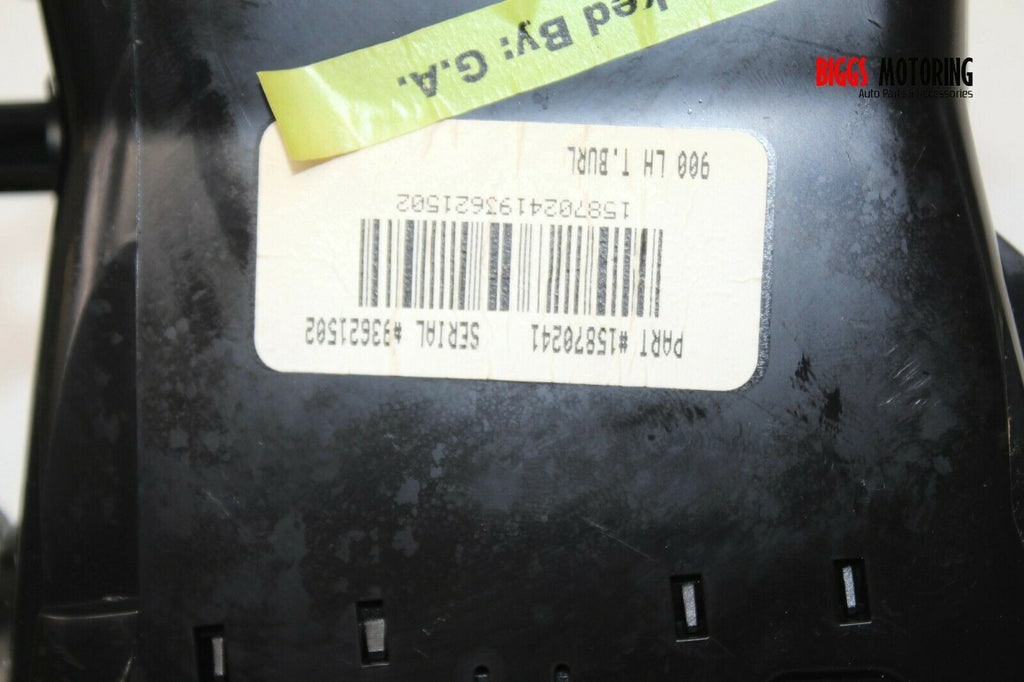 BIGGS MOTORING
Auto Parts & Accessories
ked By: G.A.
PART #15870241 SERIAL #93621502
1587024193621502
900 LH T.BURL